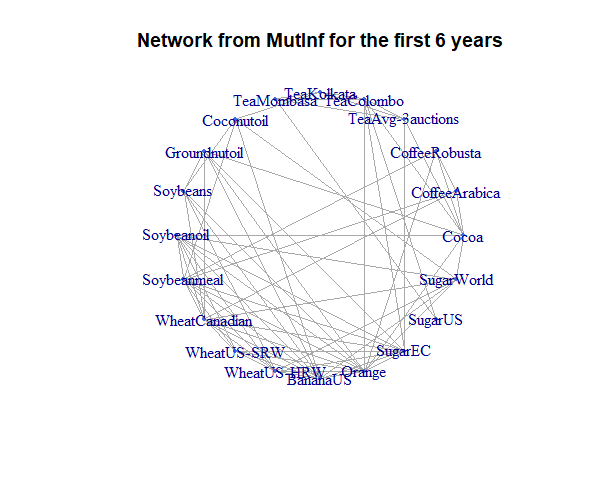 Network from MutInf for the first 6 years
TeaKolkata
TeaMombasa
TeaColombo
TeaAvg-3auctions
Coconutoil
Groundnutoil
CoffeeRobusta
Soybeans
CoffeeArabica
Soybeanoil
Cocoa
Soybeanmeal
SugarWorld
WheatCanadian
SugarUS
WheatUS-SRW
SugarEC
WheatUS-HRW
Orange
BananaUS